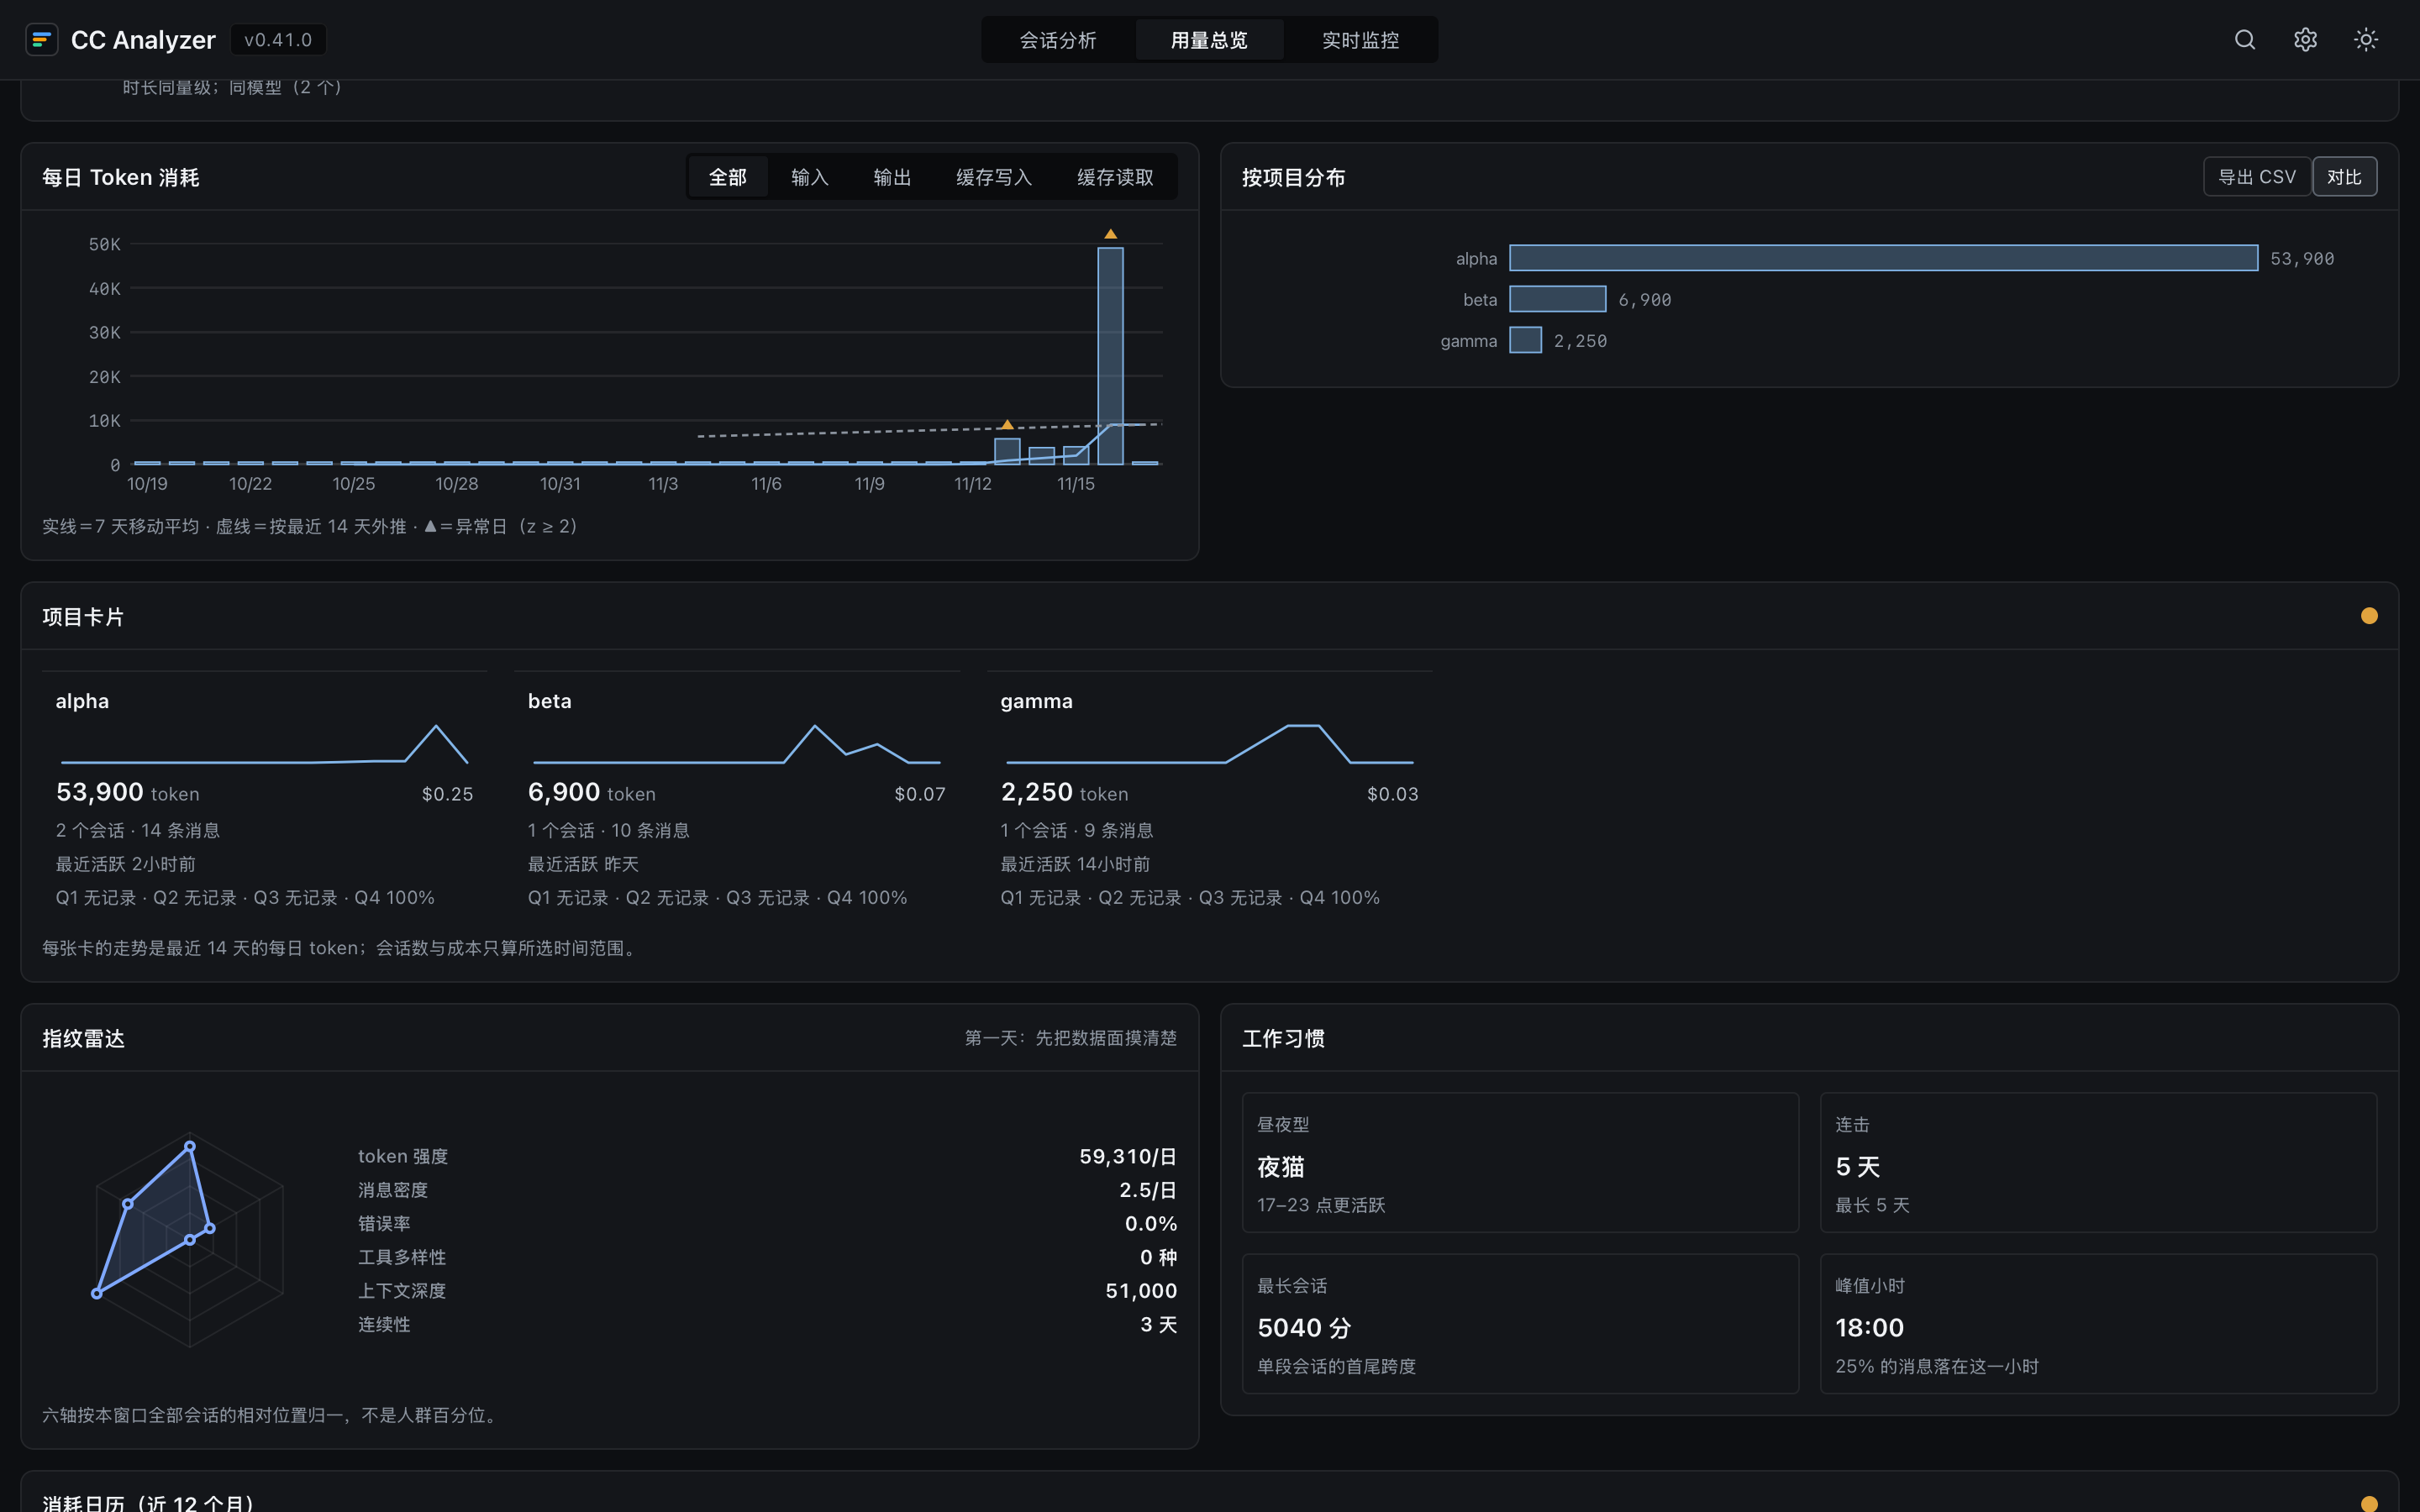 CC Analyzer v0.41.0
会话分析 用量总览 实时监控
时长同量级；同模型（2 个）
每日 Token 消耗
全部 输入 输出 缓存写入 缓存读取
50K
40K
30K
20K
10K
0
10/19 10/22 10/25 10/28 10/31 11/3 11/6 11/9 11/12 11/15
实线＝7 天移动平均 · 虚线＝按最近 14 天外推 · ▲＝异常日（z ≥ 2）
按项目分布
导出 CSV 对比
alpha 53,900
beta 6,900
gamma 2,250
项目卡片
alpha
53,900 token $0.25
2 个会话 · 14 条消息
最近活跃 2小时前
Q1 无记录 · Q2 无记录 · Q3 无记录 · Q4 100%
beta
6,900 token $0.07
1 个会话 · 10 条消息
最近活跃 昨天
Q1 无记录 · Q2 无记录 · Q3 无记录 · Q4 100%
gamma
2,250 token $0.03
1 个会话 · 9 条消息
最近活跃 14小时前
Q1 无记录 · Q2 无记录 · Q3 无记录 · Q4 100%
每张卡的走势是最近 14 天的每日 token；会话数与成本只算所选时间范围。
指纹雷达
第一天：先把数据面摸清楚
token 强度 59,310/日
消息密度 2.5/日
错误率 0.0%
工具多样性 0 种
上下文深度 51,000
连续性 3 天
六轴按本窗口全部会话的相对位置归一，不是人群百分位。
工作习惯
昼夜型
夜猫
17–23 点更活跃
连击
5 天
最长 5 天
最长会话
5040 分
单段会话的首尾跨度
峰值小时
18:00
25% 的消息落在这一小时
消耗日历（近 12 个月）